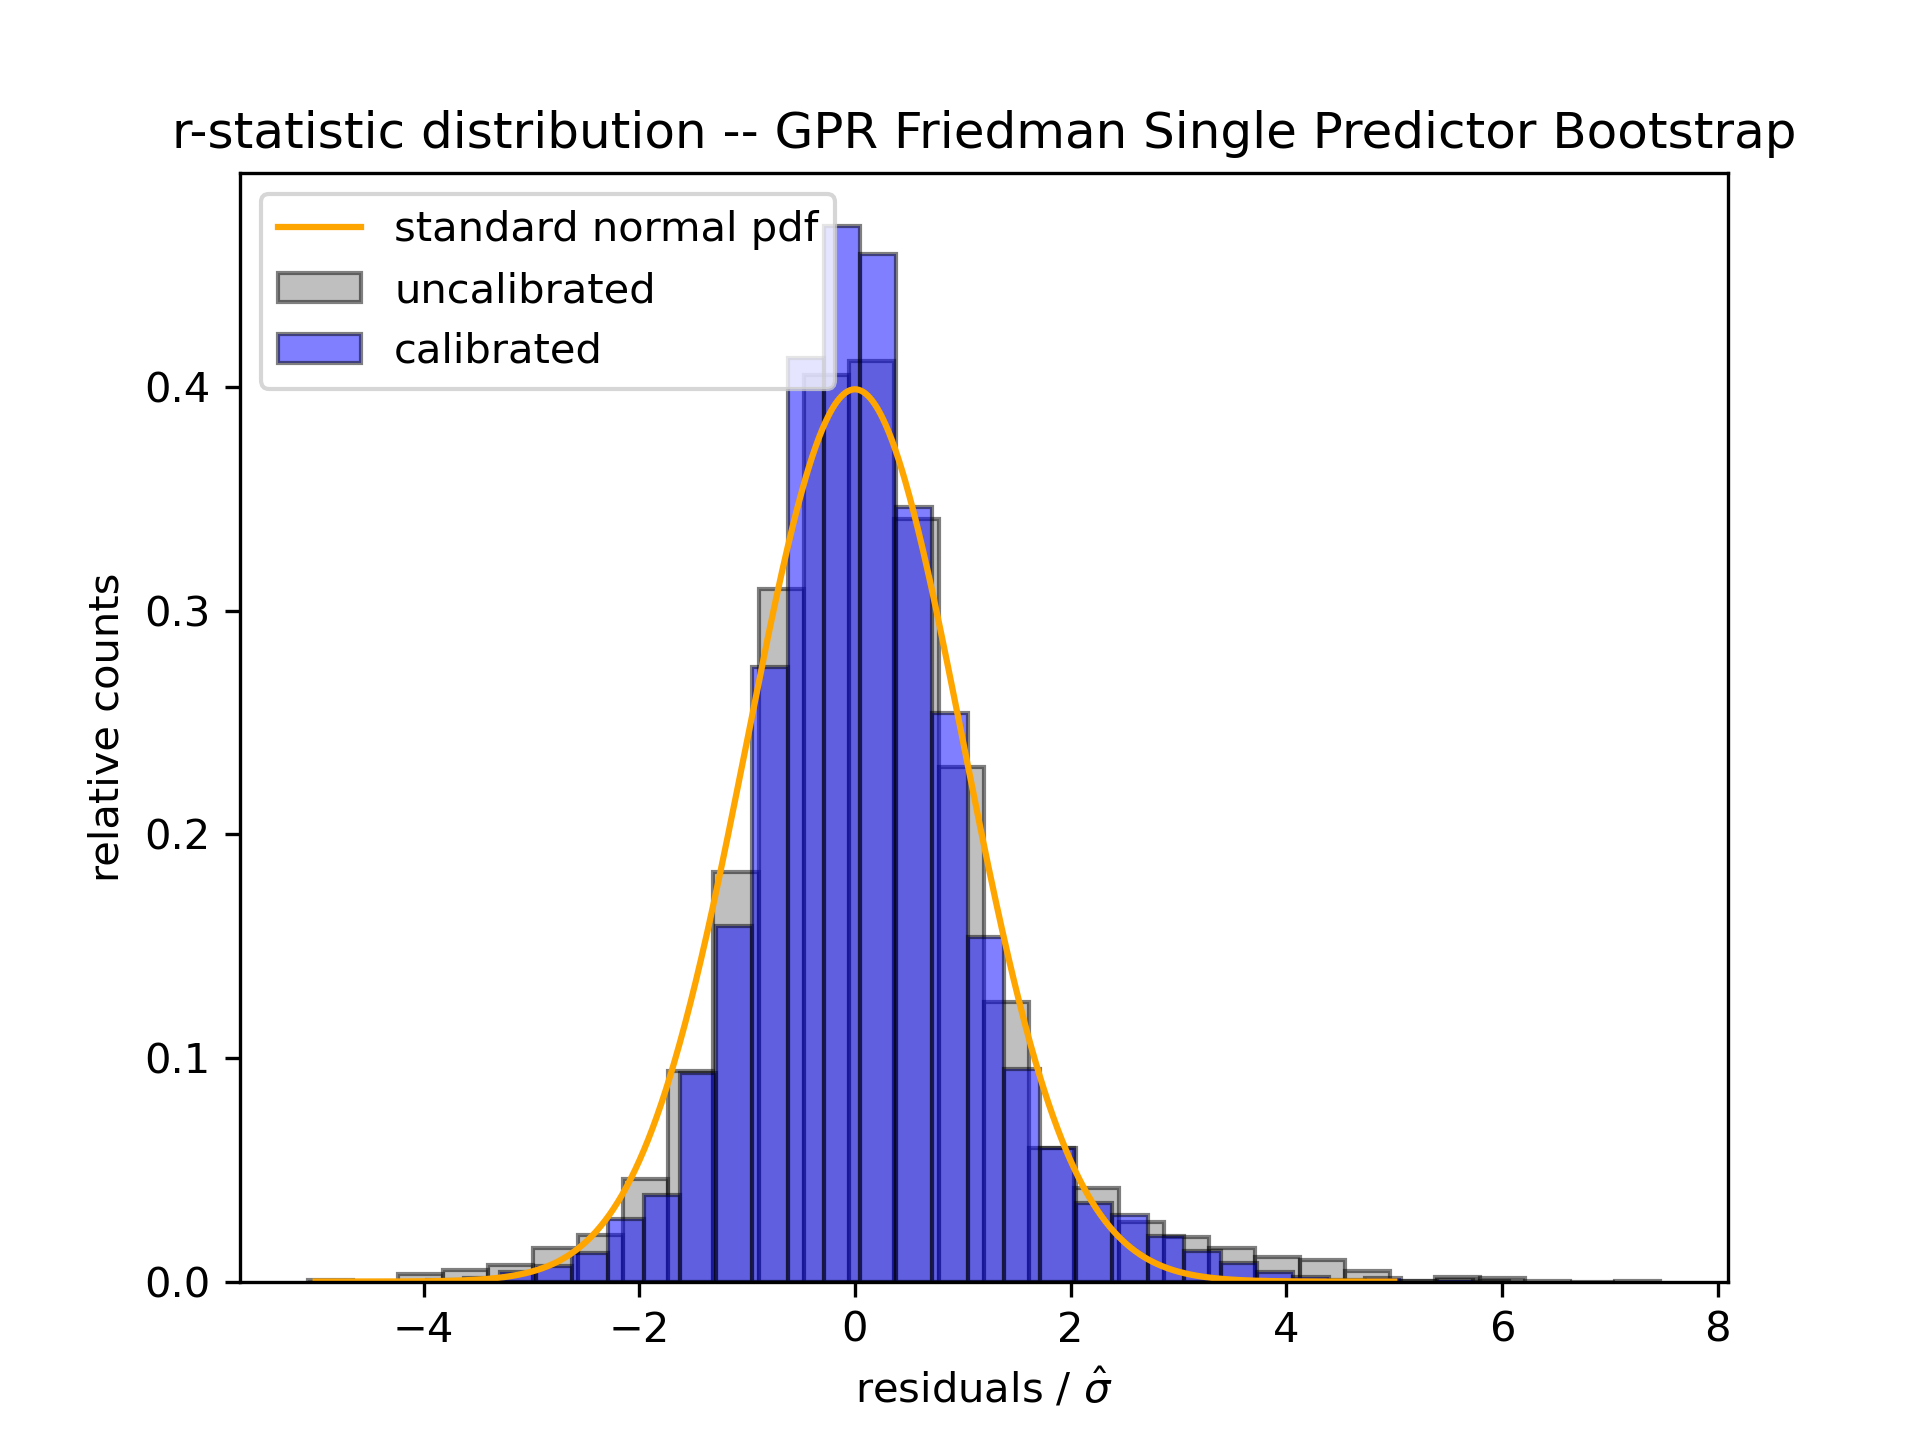 r-statistic distribution -- GPR Friedman Single Predictor Bootstrap
standard normal pdf
uncalibrated
calibrated
relative counts
0.4
0.3
0.2
0.1
0.0
−4 −2 0 2 4 6 8
residuals / σ̂